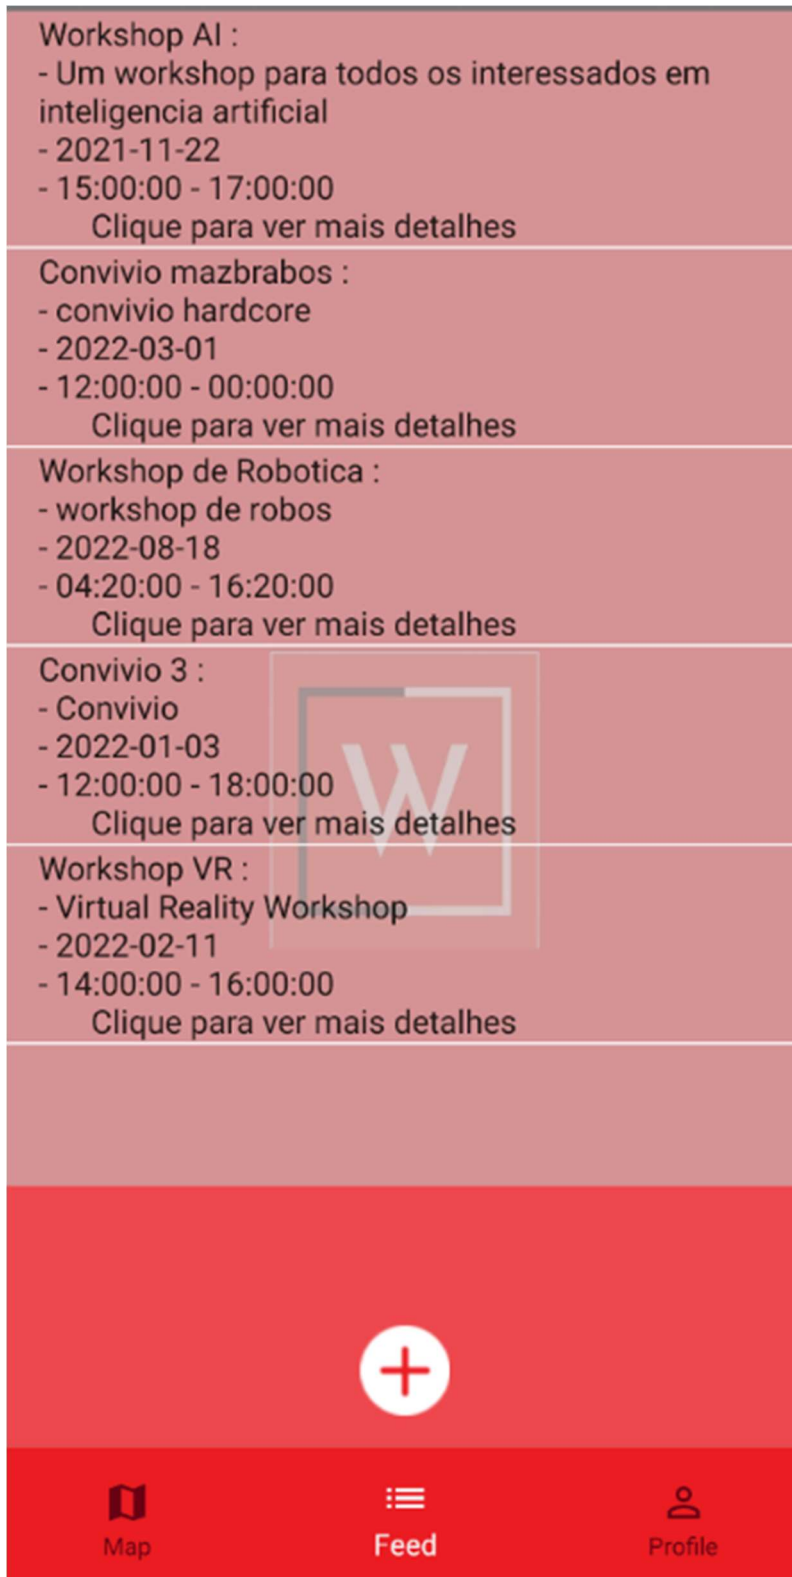 Workshop AI :
- Um workshop para todos os interessados em
inteligencia artificial
- 2021-11-22
- 15:00:00 - 17:00:00
Clique para ver mais detalhes
Convivio mazbrabos :
- convivio hardcore
- 2022-03-01
- 12:00:00 - 00:00:00
Clique para ver mais detalhes
Workshop de Robotica :
- workshop de robos
- 2022-08-18
- 04:20:00 - 16:20:00
Clique para ver mais detalhes
Convivio 3 :
- Convivio
- 2022-01-03
- 12:00:00 - 18:00:00
Clique para ver mais detalhes
W
Workshop VR :
- Virtual Reality Workshop
- 2022-02-11
- 14:00:00 - 16:00:00
Clique para ver mais detalhes
Map
Feed
Profile